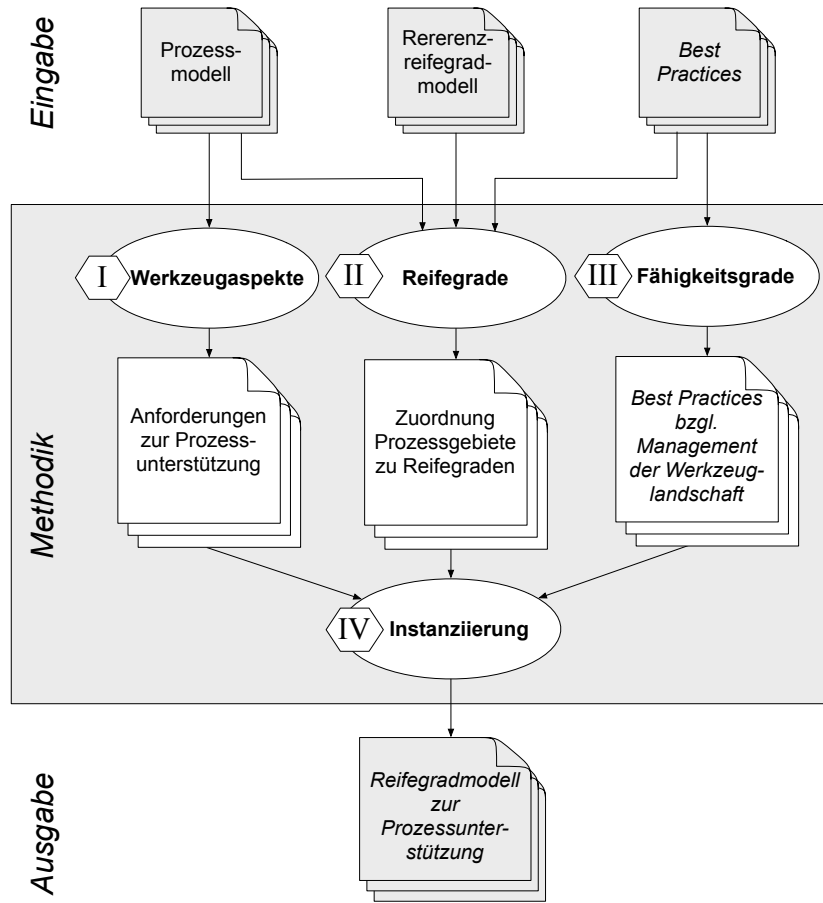 Eingabe
Prozess-
modell
Rererenz-
reifegrad-
modell
Best
Practices
Methodik
I
Werkzeugaspekte
II
Reifegrade
III
Fähigkeitsgrade
Anforderungen
zur Prozess-
unterstützung
Zuordnung
Prozessgebiete
zu Reifegraden
Best Practices
bzgl.
Management
der Werkzeug-
landschaft
IV
Instanziierung
Ausgabe
Reifegradmodell
zur
Prozessunter-
stützung